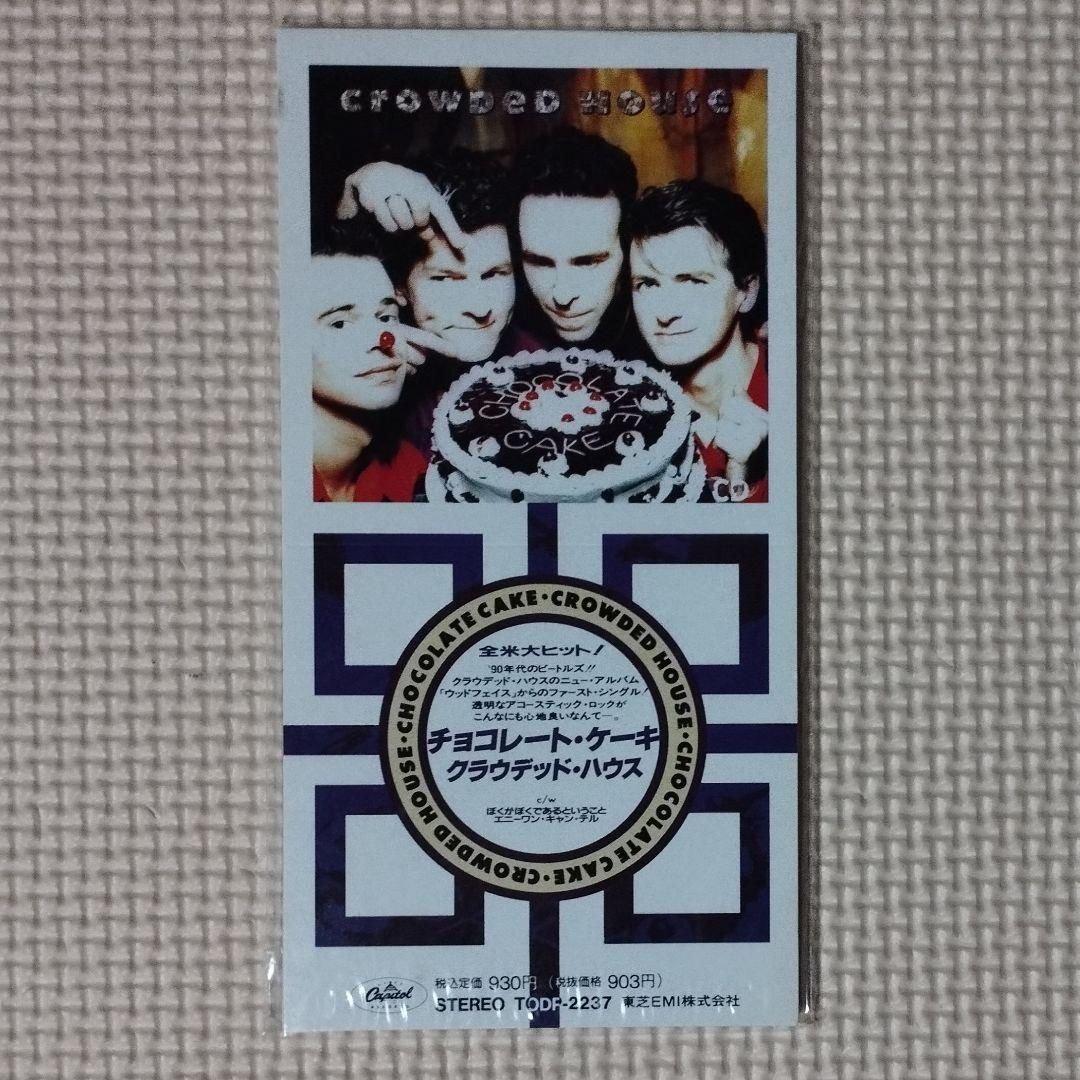 CROWDED HOUSE
CHOCOLATE
CAKE
CD
CHOCOLATE CAKE・CROWDED HOUSE・CHOCOLATE CAKE・CROWDED HOUSE・
全米大ヒット!
'90年代のビートルズ!!
クラウデッド・ハウスのニュー・アルバム
「ウッドフェイス」からのファースト・シングル!
透明なアコースティック・ロックが
こんなにも心地良いなんて―。
チョコレート・ケーキ
クラウデッド・ハウス
c/w
ぼくがぼくであるということ
エニーワン・キャン・テル
Capitol
税込定価 930円 (税抜価格 903円)
STEREO TODP-2237 東芝EMI株式会社